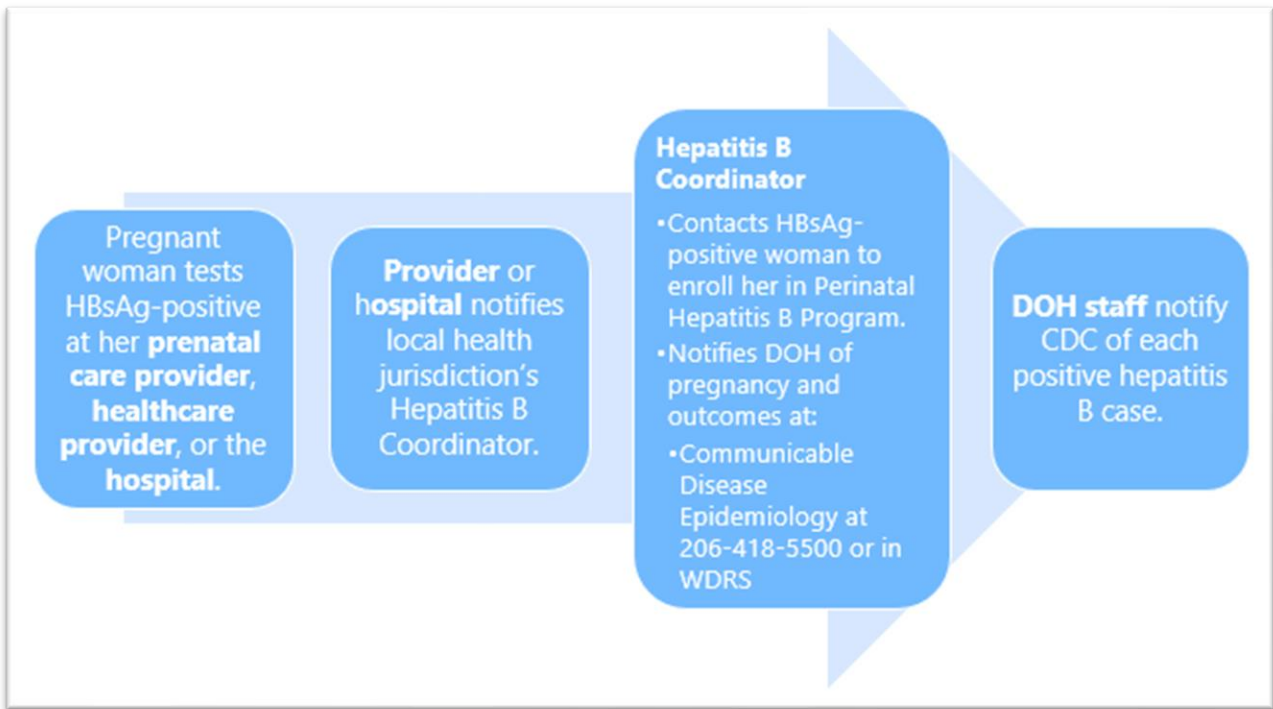 Pregnant
woman tests
HBsAg-positive
at her prenatal
care provider,
healthcare
provider, or the
hospital.
Provider or
hospital notifies
local health
jurisdiction's
Hepatitis B
Coordinator.
Hepatitis B
Coordinator
•Contacts HBsAg-
positive woman to
enroll her in Perinatal
Hepatitis B Program.
•Notifies DOH of
pregnancy and
outcomes at:
•Communicable
Disease
Epidemiology at
206-418-5500 or in
WDRS
DOH staff notify
CDC of each
positive hepatitis
B case.